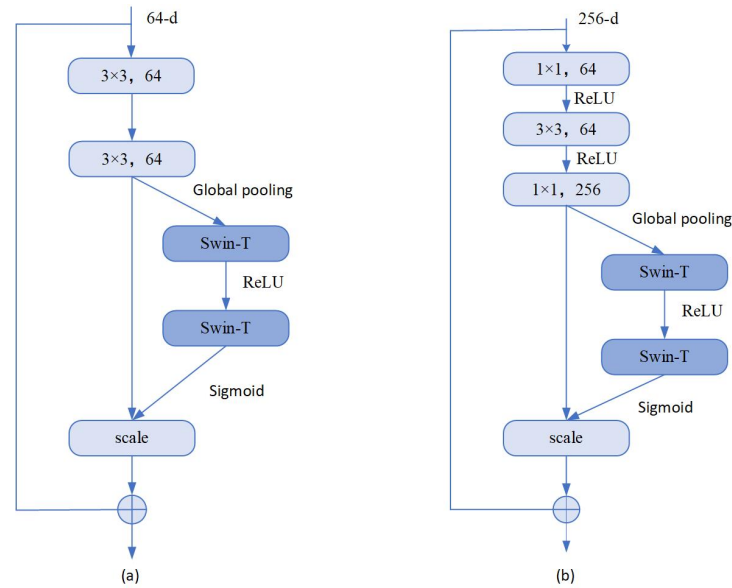 64-d
3×3, 64
3×3, 64
Global pooling
Swin-T
ReLU
Swin-T
Sigmoid
scale
(a)
256-d
1×1, 64
ReLU
3×3, 64
ReLU
1×1, 256
Global pooling
Swin-T
ReLU
Swin-T
Sigmoid
scale
(b)